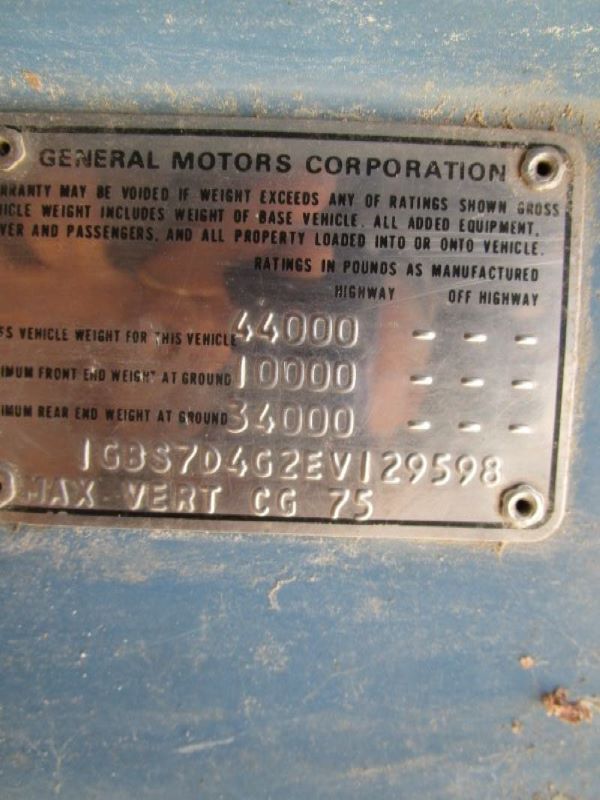 GENERAL MOTORS CORPORATION
RRANTY MAY BE VOIDED IF WEIGHT EXCEEDS ANY OF RATINGS SHOWN GROSS
HICLE WEIGHT INCLUDES WEIGHT OF BASE VEHICLE. ALL ADDED EQUIPMENT,
VER AND PASSENGERS, AND ALL PROPERTY LOADED INTO OR ONTO VEHICLE.
RATINGS IN POUNDS AS MANUFACTURED
HIGHWAY OFF HIGHWAY
SS VEHICLE WEIGHT FOR THIS VEHICLE 44000 - - -
IMUM FRONT END WEIGHT AT GROUND 10000 - - -
IMUM REAR END WEIGHT AT GROUND 34000 - - -
1GBS7D4G2EV129598
MAX VERT CG 75